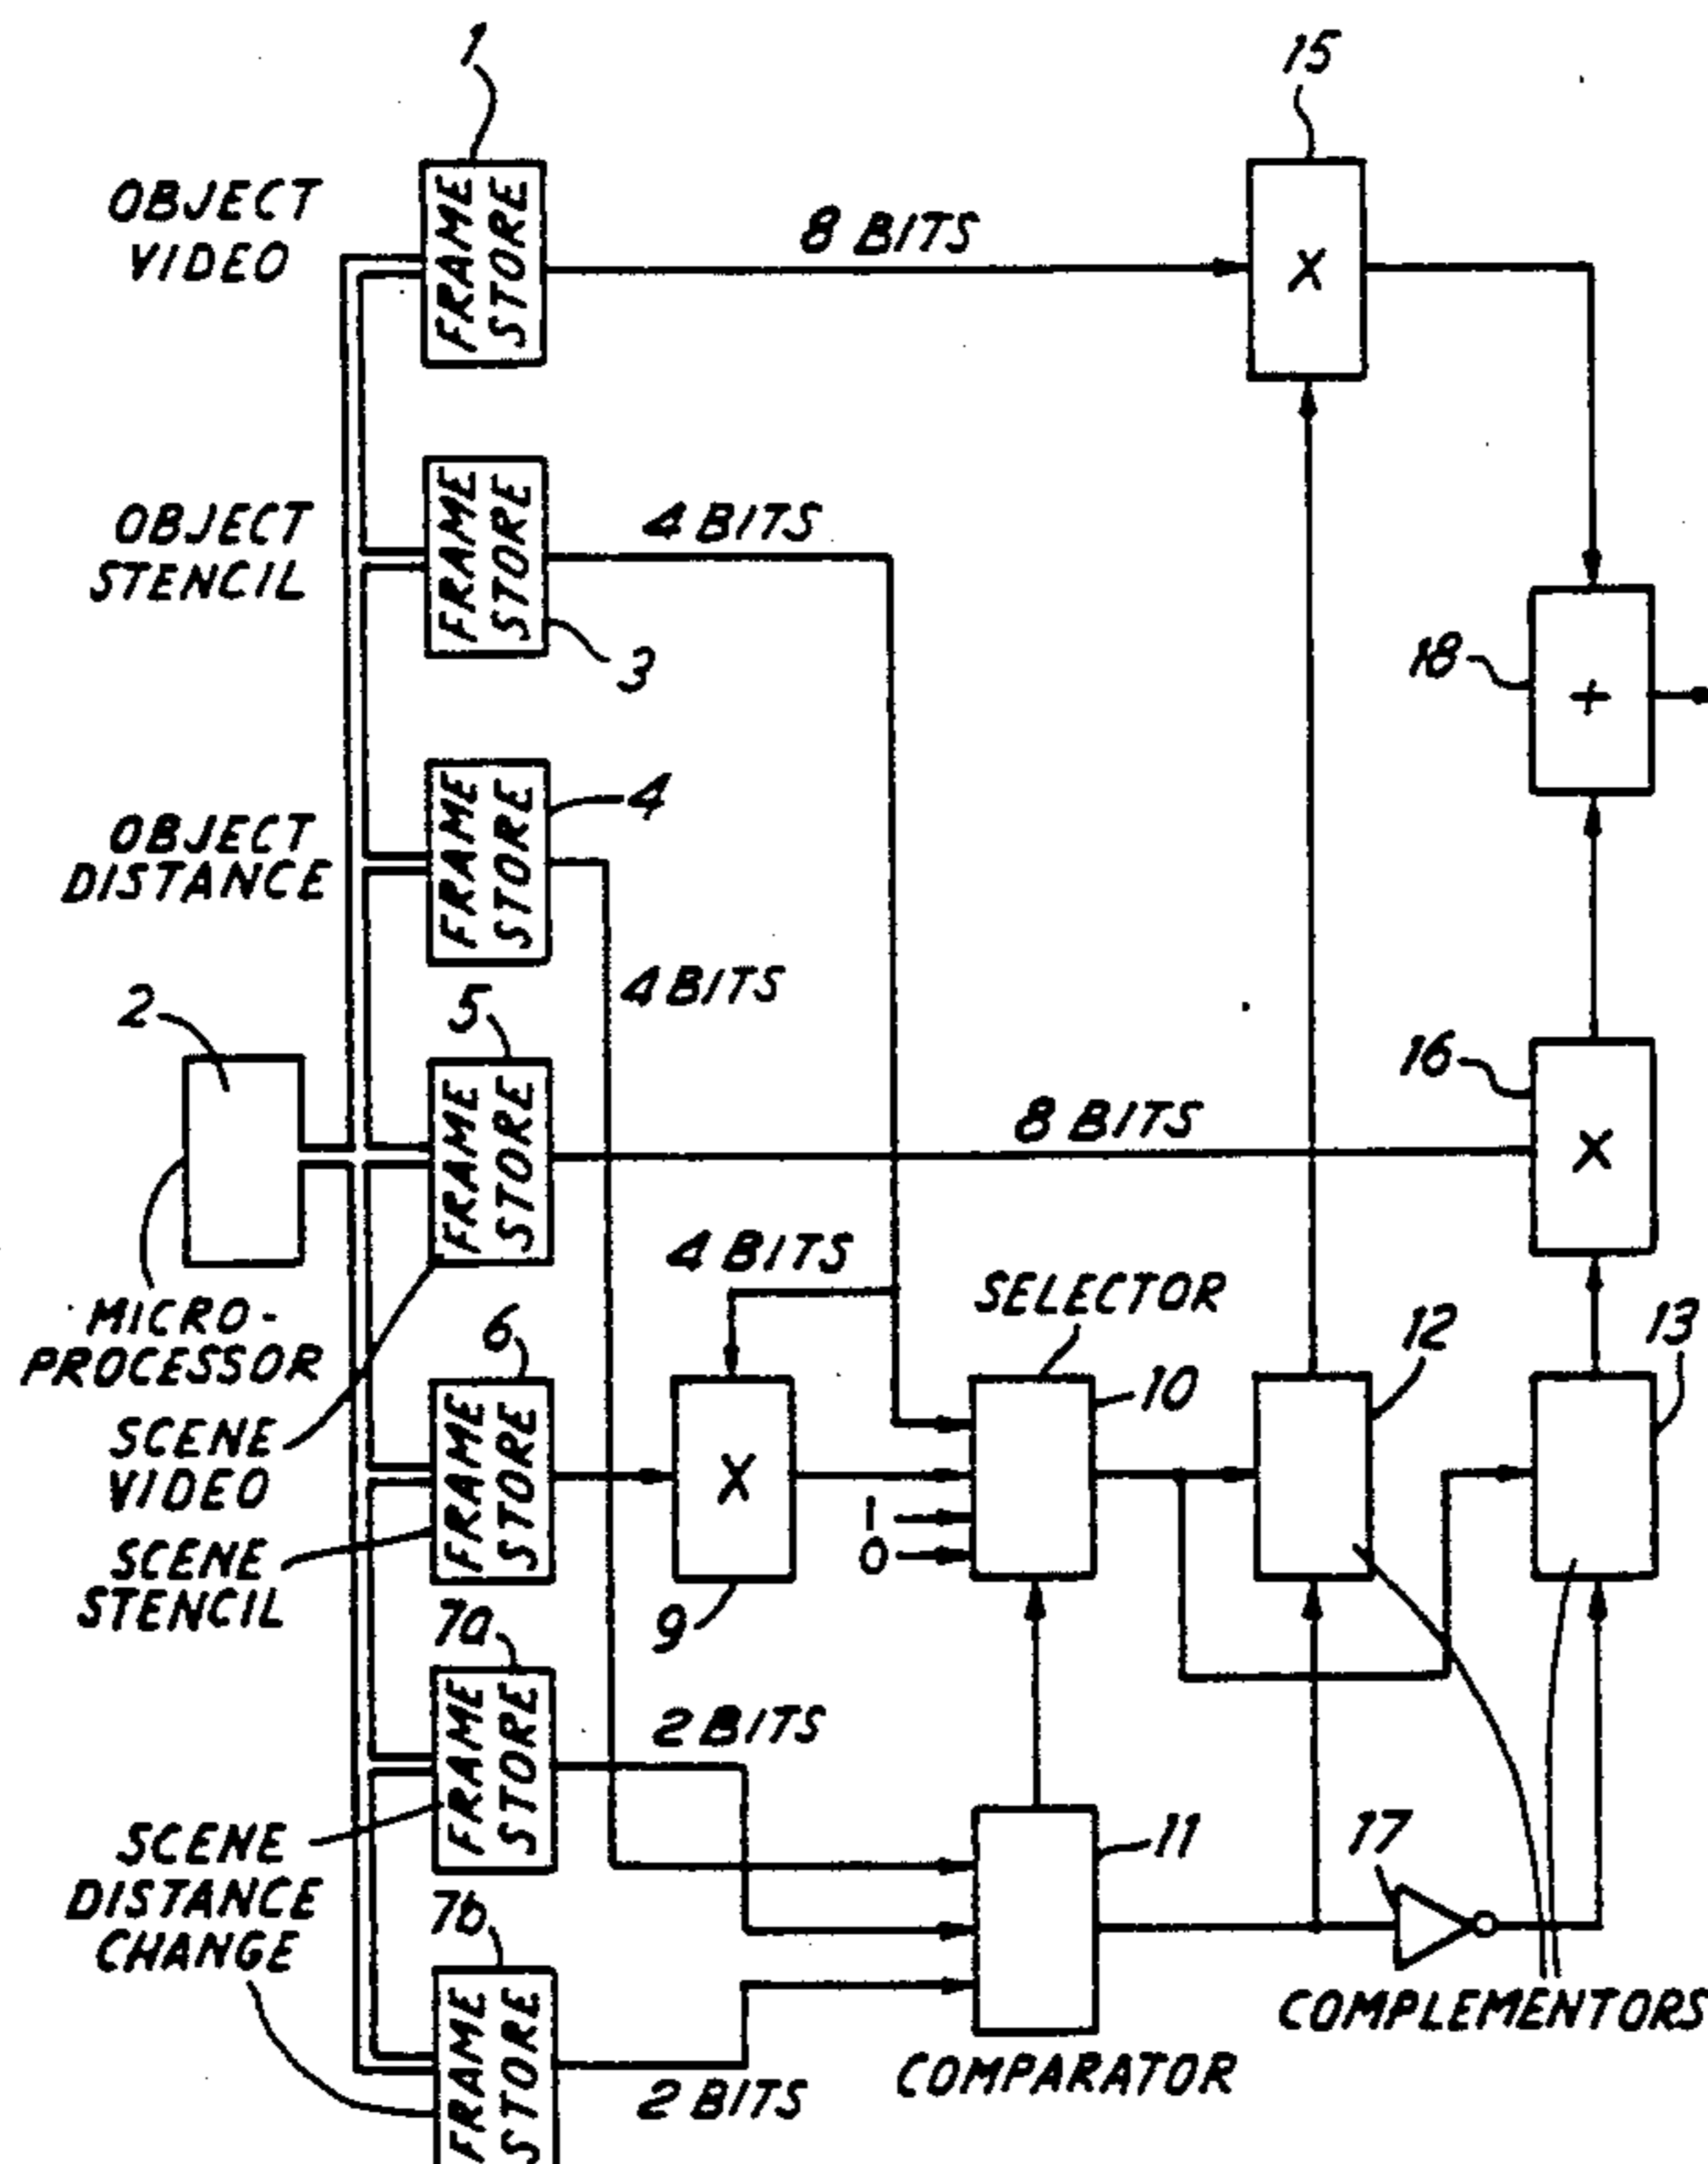 1
15
OBJECT
VIDEO
FRAME
STORE
8 BITS
X
OBJECT
STENCIL
FRAME
STORE
4 BITS
3
18
+
OBJECT
DISTANCE
FRAME
STORE
4
4 BITS
2
5
FRAME
STORE
8 BITS
16
X
MICRO-
PROCESSOR
4 BITS
SELECTOR
6
12
13
10
SCENE
VIDEO
FRAME
STORE
X
1
0
SCENE
STENCIL
9
7a
FRAME
STORE
2 BITS
SCENE
DISTANCE
CHANGE
11
17
7b
FRAME
STORE
2 BITS
COMPARATOR
COMPLEMENTORS